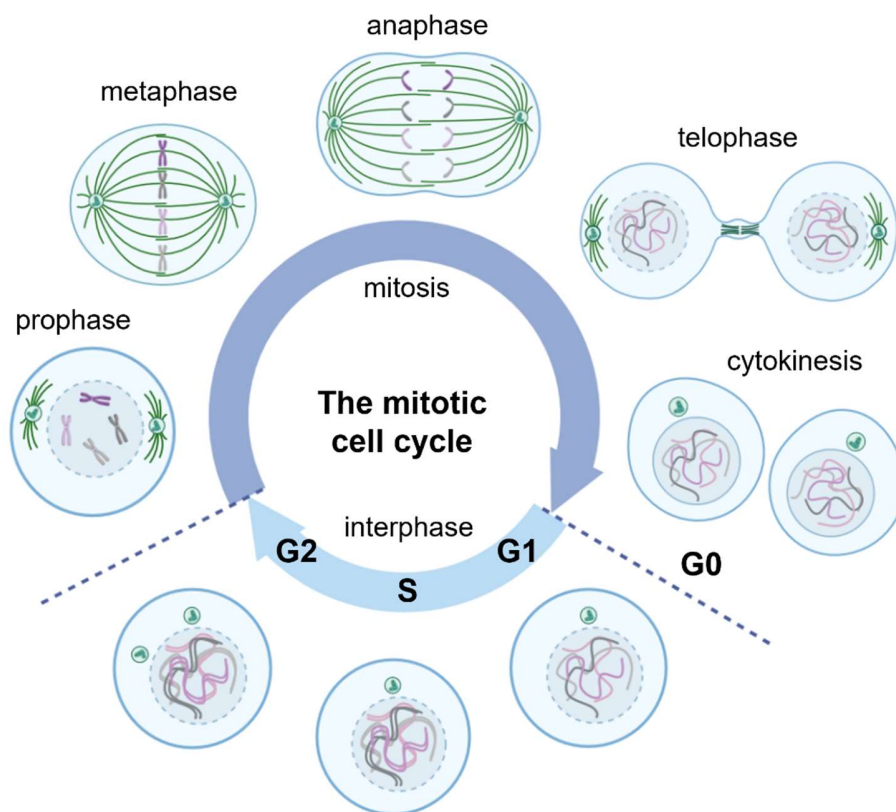 anaphase
metaphase
telophase
mitosis
prophase
cytokinesis
The mitotic
cell cycle
interphase
G2
G1
G0
S